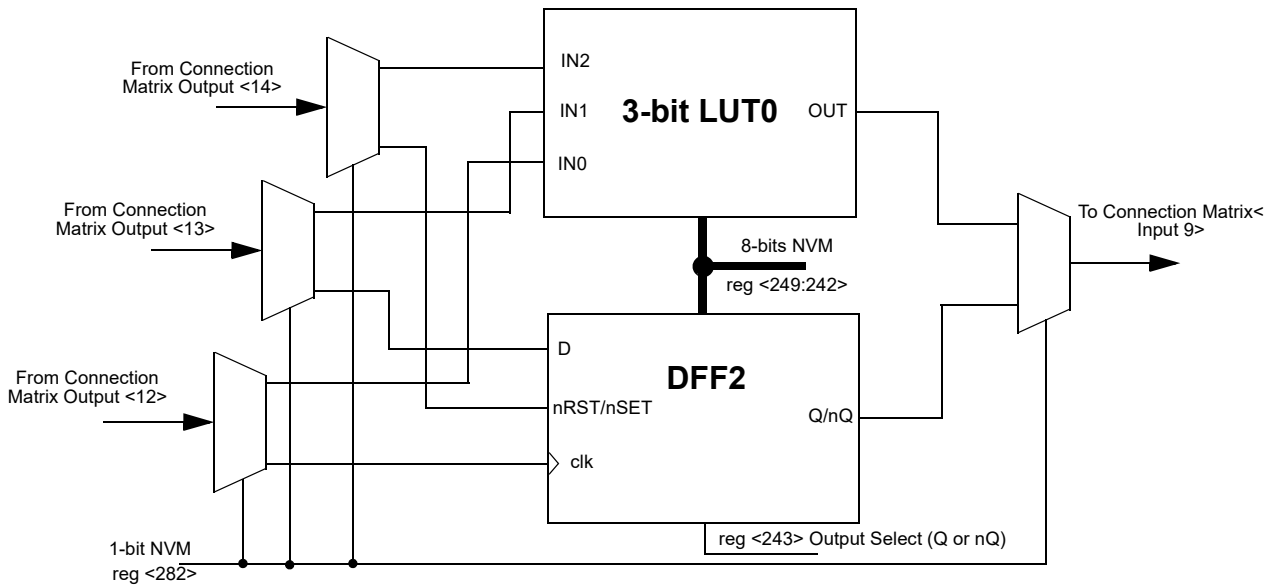 From Connection
Matrix Output <14>
IN2
IN1
IN0
3-bit LUT0
OUT
From Connection
Matrix Output <13>
To Connection Matrix<
Input 9>
8-bits NVM
reg <249:242>
From Connection
Matrix Output <12>
D
nRST/nSET
clk
DFF2
Q/nQ
reg <243> Output Select (Q or nQ)
1-bit NVM
reg <282>